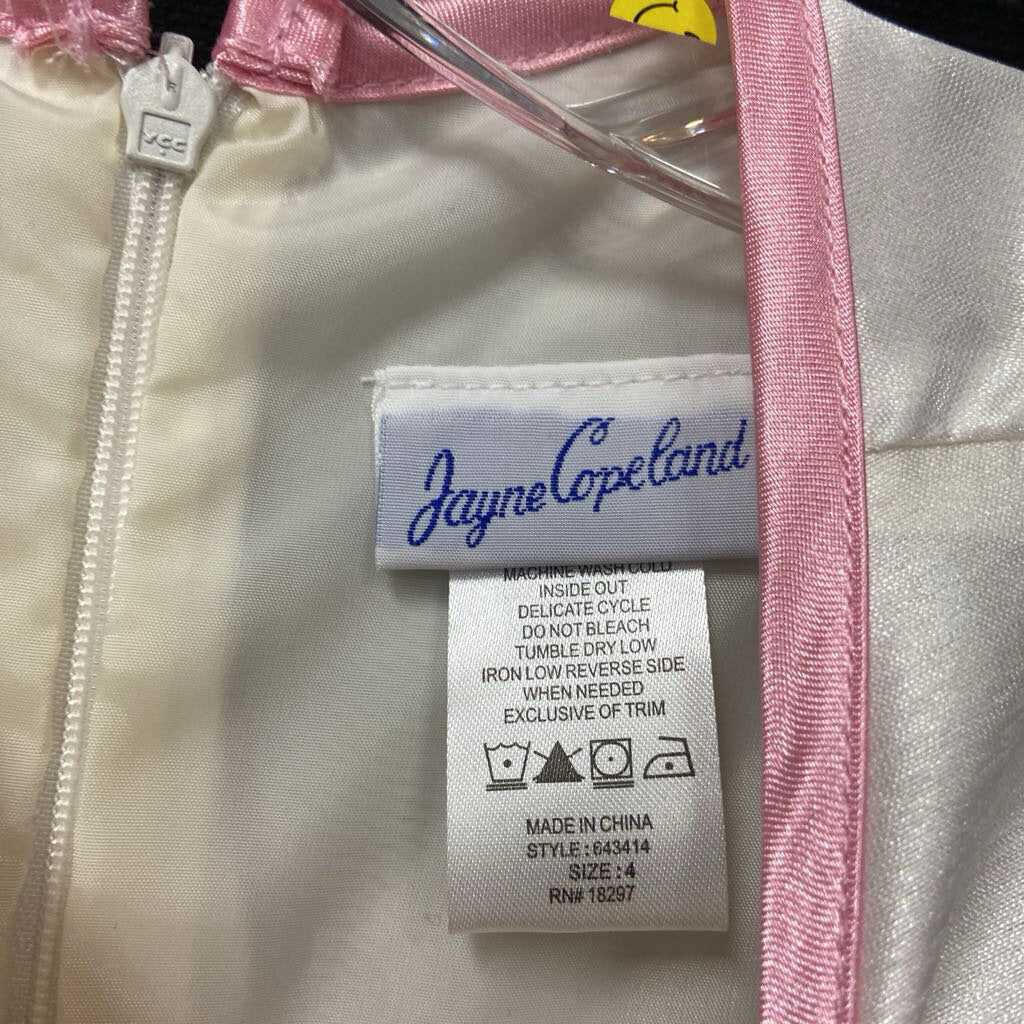 YCC
Jayne Copeland
MACHINE WASH COLD
INSIDE OUT
DELICATE CYCLE
DO NOT BLEACH
TUMBLE DRY LOW
IRON LOW REVERSE SIDE
WHEN NEEDED
EXCLUSIVE OF TRIM
MADE IN CHINA
STYLE : 643414
SIZE : 4
RN# 18297